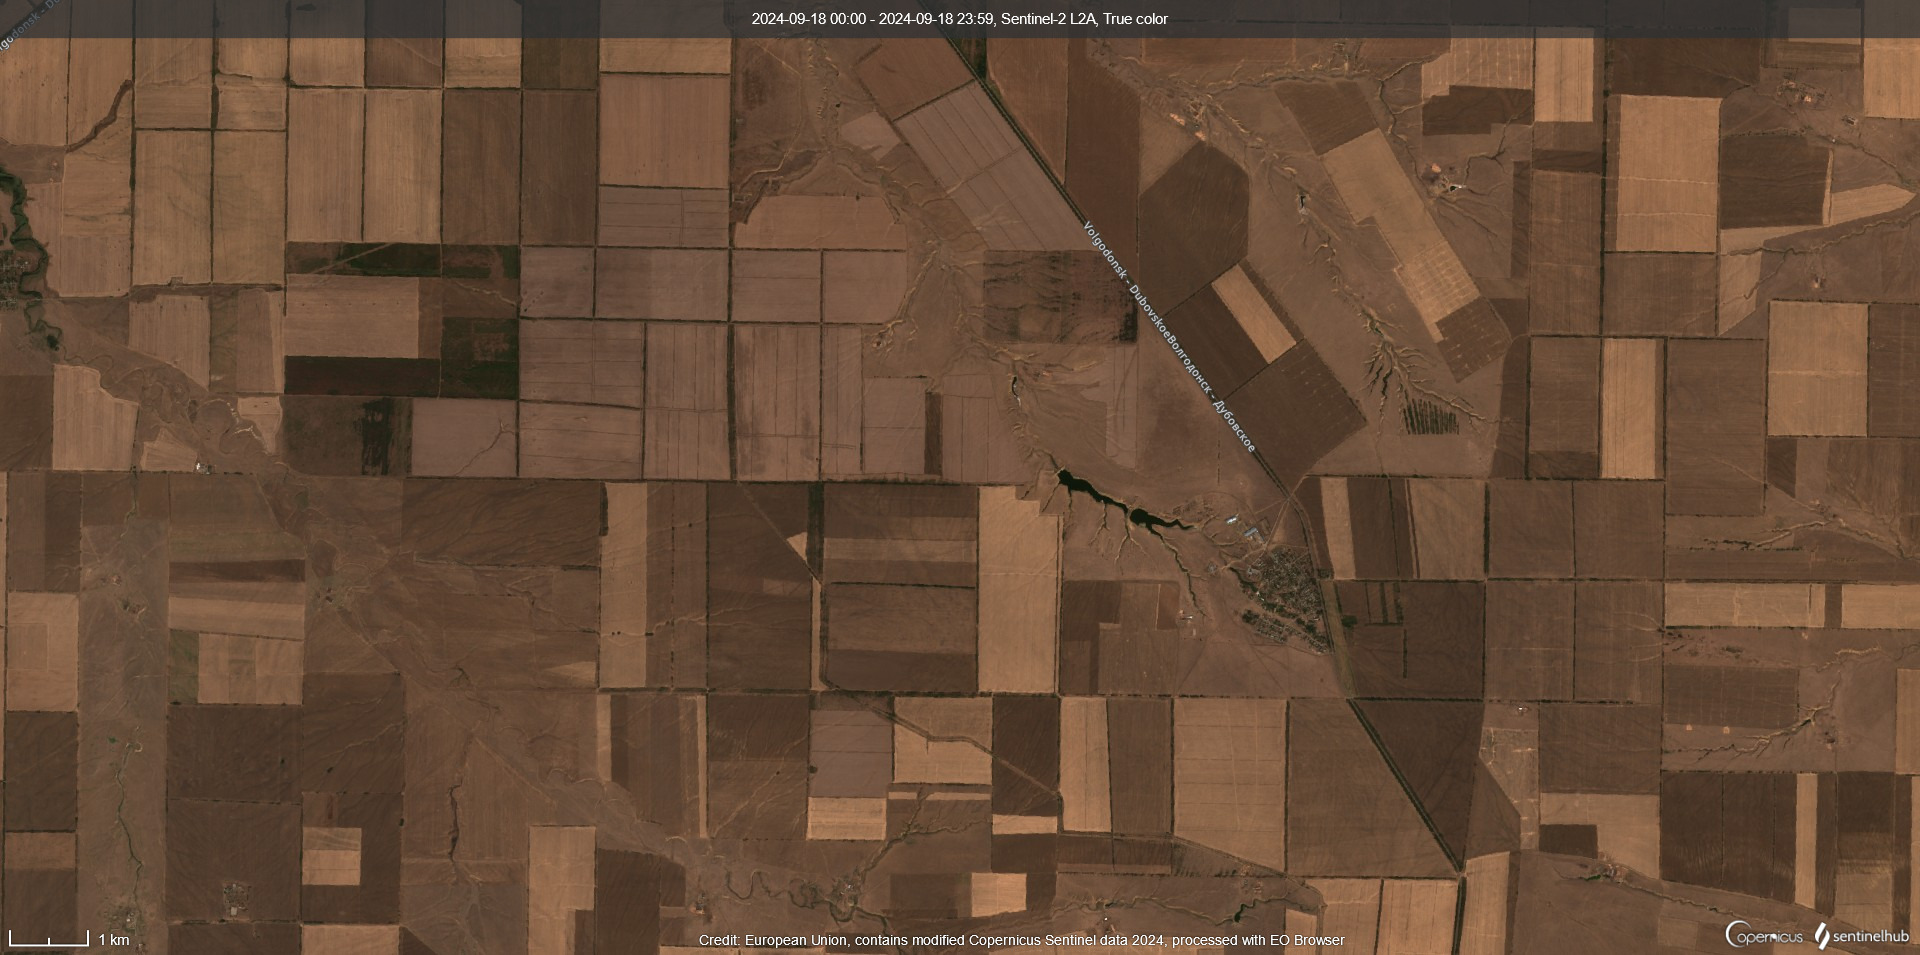 2024-09-18 00:00 - 2024-09-18 23:59, Sentinel-2 L2A, True color
Volgodonsk - DubovskoeВолгодонск - Дубовское
1 km
Credit: European Union, contains modified Copernicus Sentinel data 2024, processed with EO Browser
Copernicus
sentinelhub